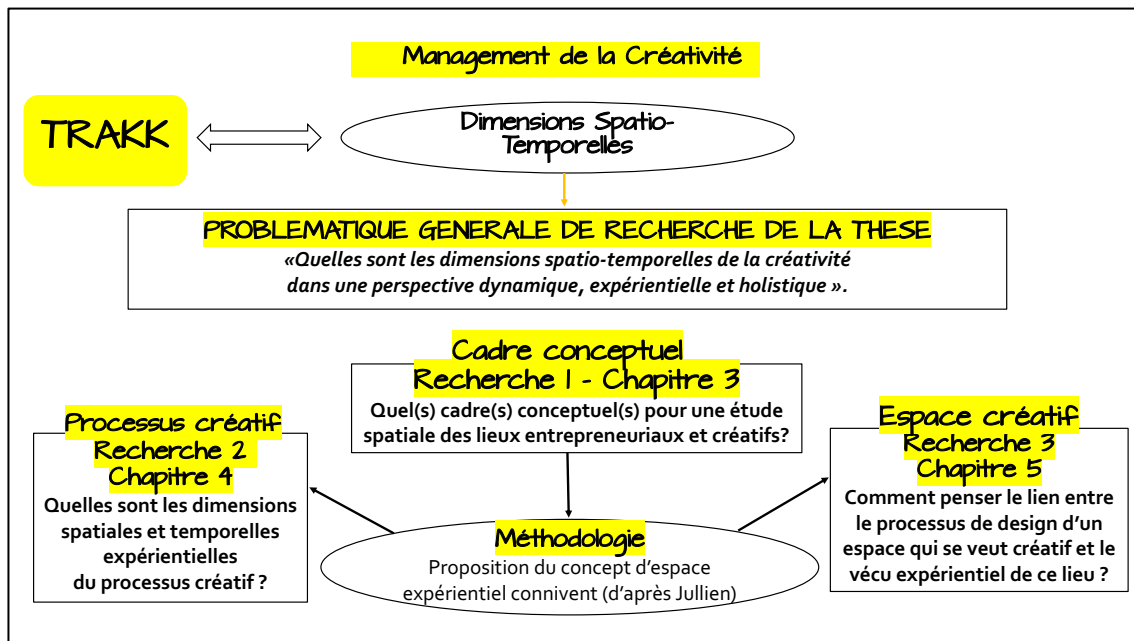 Management de la Créativité
TRAKK
Dimensions Spatio-
Temporelles
PROBLEMATIQUE GENERALE DE RECHERCHE DE LA THESE
«Quelles sont les dimensions spatio-temporelles de la créativité
dans une perspective dynamique, expérientielle et holistique ».
Cadre conceptuel
Recherche 1 - Chapitre 3
Quel(s) cadre(s) conceptuel(s) pour une étude
spatiale des lieux entrepreneuriaux et créatifs?
Processus créatif
Recherche 2
Chapitre 4
Quelles sont les dimensions
spatiales et temporelles
expérientielles
du processus créatif ?
Espace créatif
Recherche 3
Chapitre 5
Comment penser le lien entre
le processus de design d’un
espace qui se veut créatif et le
vécu expérientiel de ce lieu ?
Méthodologie
Proposition du concept d’espace
expérientiel connivent (d’après Jullien)